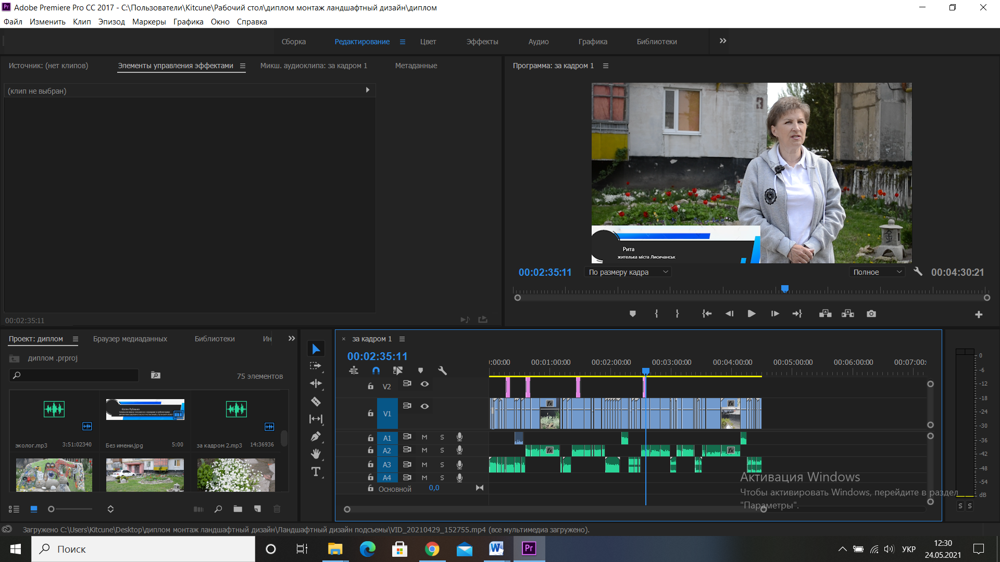 Adobe Premiere Pro CC 2017 - C:\Пользователи\Kitcune\Рабочий стол\диплом монтаж ландшафтный дизайн\диплом
Файл Изменить Клип Эпизод Маркеры Графика Окно Справка
Сборка Редактирование Цвет Эффекты Аудио Графика Библиотеки
Источник: (нет клипов) Элементы управления эффектами Микш. аудиоклипа: за кадром 1 Метаданные
Программа: за кадром 1
(клип не выбран)
3
金
Рита
жителька міста Лисичанськ
00:02:35:11 По размеру кадра Полное 00:04:30:21
00:02:35:11
Проект: диплом Браузер медиаданных Библиотеки Ин
диплом .prproj
75 элементов
Келен Рубашко
эколог.mp3 3:51:02340
Без имени.jpg 5:00
за кадром 2.mp3 14:36936
за кадром 1
00:02:35:11
:00:00 00:01:00:00 00:02:00:00 00:03:00:00 00:04:00:00 00:05:00:00 00:06:00:00 00:07:00:
V2
V1
fx fx
A1 M S
A2 M S
fx fx
A3 M S
A4 M S
Основной 0,0
0
-6
-12
-18
-24
-30
-36
-42
-48
-54
dB
S S
Активация Windows
Чтобы активировать Windows, перейдите в раздел
"Параметры".
Загружено C:\Users\Kitcune\Desktop\диплом монтаж ландшафтный дизайн\Ландшафтный дизайн подсъемы\VID_20210429_152755.mp4 (все мультимедиа загружено).
Поиск
УКР
12:30
24.05.2021